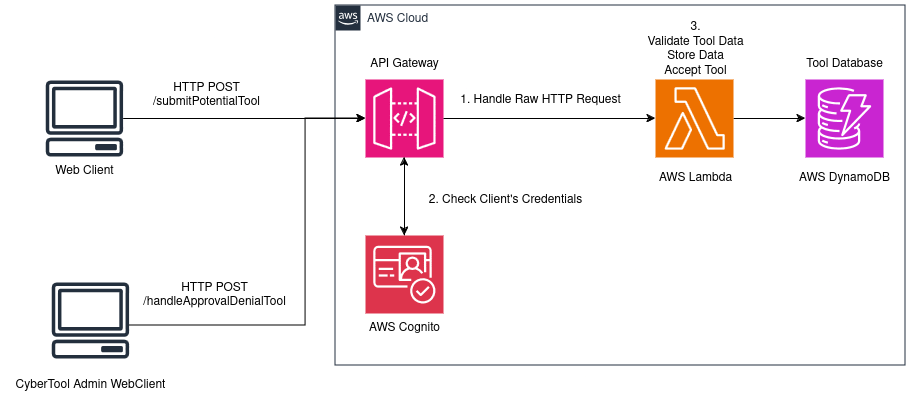 aws
AWS Cloud
3.
Validate Tool Data
Store Data
Accept Tool
API Gateway
Tool Database
HTTP POST
/submitPotentialTool
1. Handle Raw HTTP Request
</>
Web Client
AWS Lambda
AWS DynamoDB
2. Check Client's Credentials
HTTP POST
/handleApprovalDenialTool
AWS Cognito
CyberTool Admin WebClient